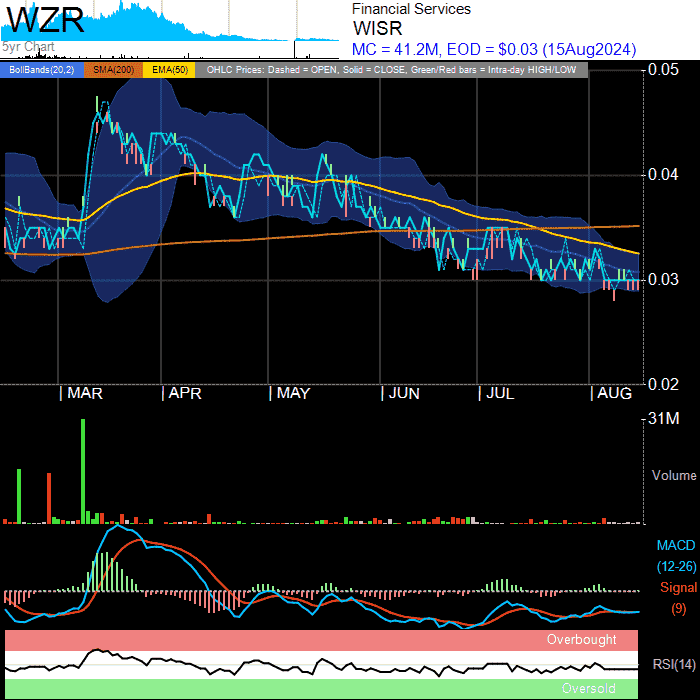 WZR
5yr Chart
Financial Services
WISR
MC = 41.2M, EOD = $0.03 (15Aug2024)
BollBands(20,2) SMA(200) EMA(50) OHLC Prices: Dashed = OPEN, Solid = CLOSE, Green/Red bars = Intra-day HIGH/LOW
0.05
0.04
0.03
0.02
| MAR | APR | MAY | JUN | JUL | AUG
31M
Volume
MACD
(12-26)
Signal
(9)
Overbought
RSI(14)
Oversold